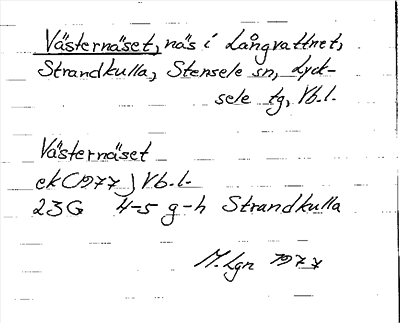 Västernäset, näs i Långvattnet,
Strandkulla, Stensele sn, Lyck-
sele tg, Vb.l.
Västernäset
ek (1977) Vb.l.
23G 4-5 g-h Strandkulla
M.Lgn 1977